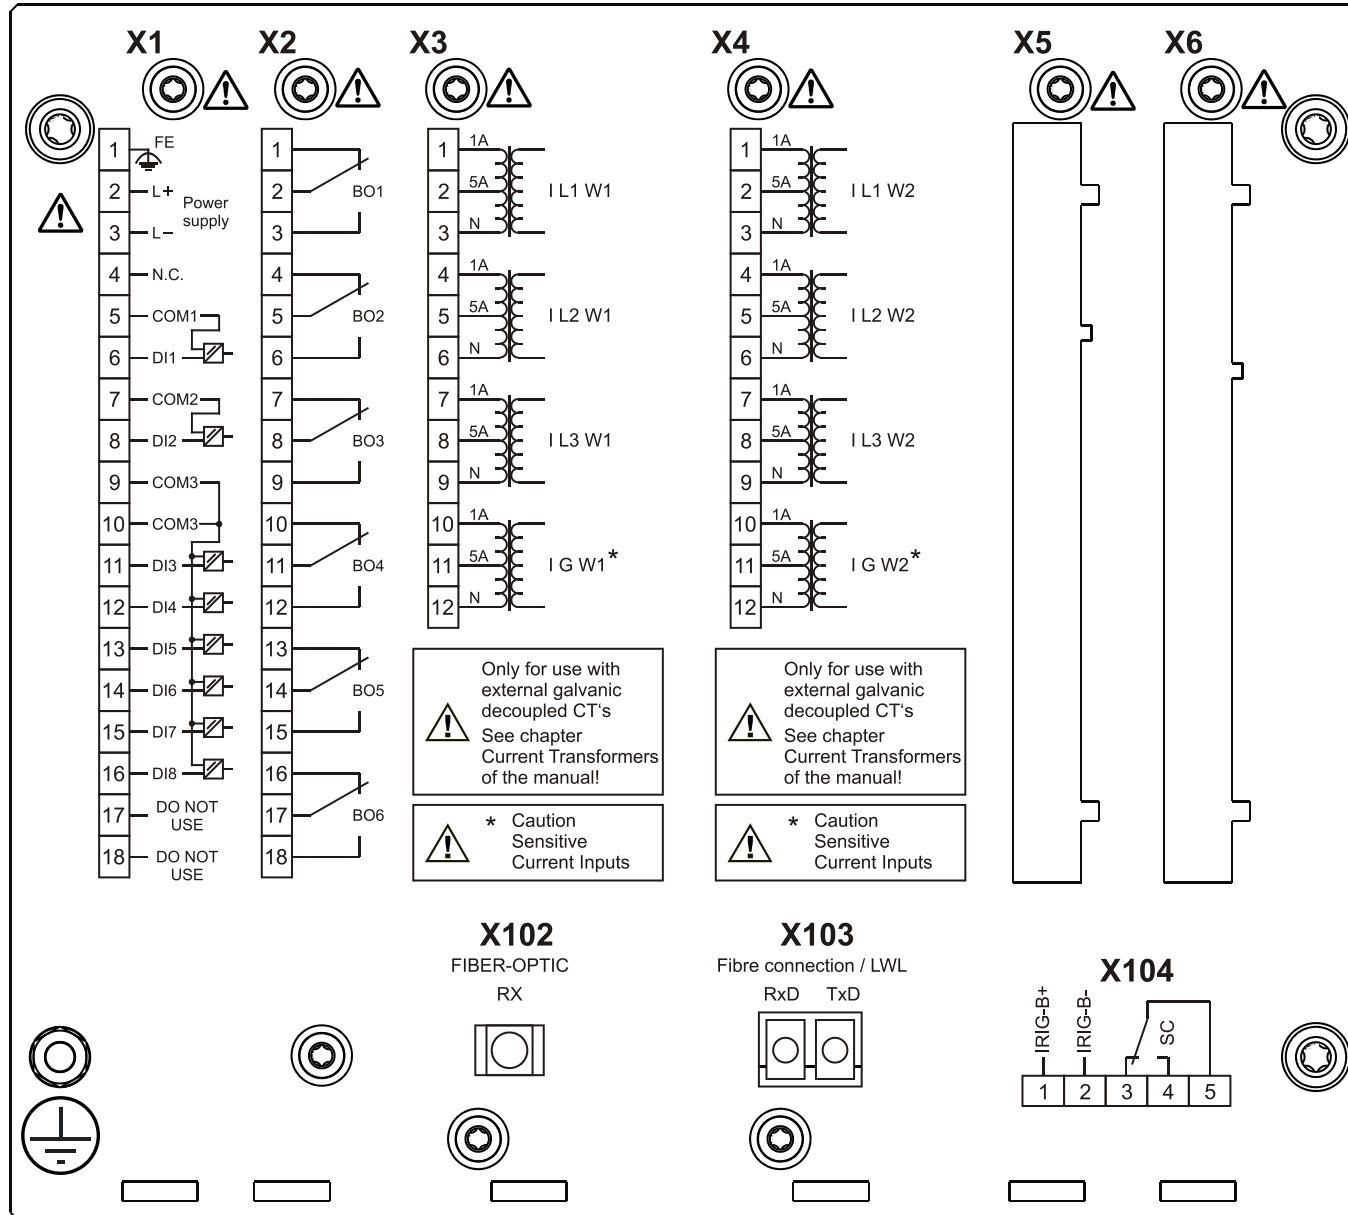 X1 X2 X3 X4 X5 X6
1 FE
2 L+
3 L–
Power
supply
4 N.C.
5 COM1
6 DI1
7 COM2
8 DI2
9 COM3
10 COM3
11 DI3
12 DI4
13 DI5
14 DI6
15 DI7
16 DI8
17 DO NOT
USE
18 DO NOT
USE
1
2 BO1
3
4
5 BO2
6
7
8 BO3
9
10
11 BO4
12
13
14 BO5
15
16
17 BO6
18
1 1A
2 5A I L1 W1
3 N
4 1A
5 5A I L2 W1
6 N
7 1A
8 5A I L3 W1
9 N
10 1A
11 5A I G W1*
12 N
Only for use with
external galvanic
decoupled CT‘s
See chapter
Current Transformers
of the manual!
* Caution
Sensitive
Current Inputs
1 1A
2 5A I L1 W2
3 N
4 1A
5 5A I L2 W2
6 N
7 1A
8 5A I L3 W2
9 N
10 1A
11 5A I G W2*
12 N
Only for use with
external galvanic
decoupled CT‘s
See chapter
Current Transformers
of the manual!
* Caution
Sensitive
Current Inputs
X102
FIBER-OPTIC
RX
X103
Fibre connection / LWL
RxD TxD
X104
IRIG-B+
IRIG-B-
SC
1 2 3 4 5